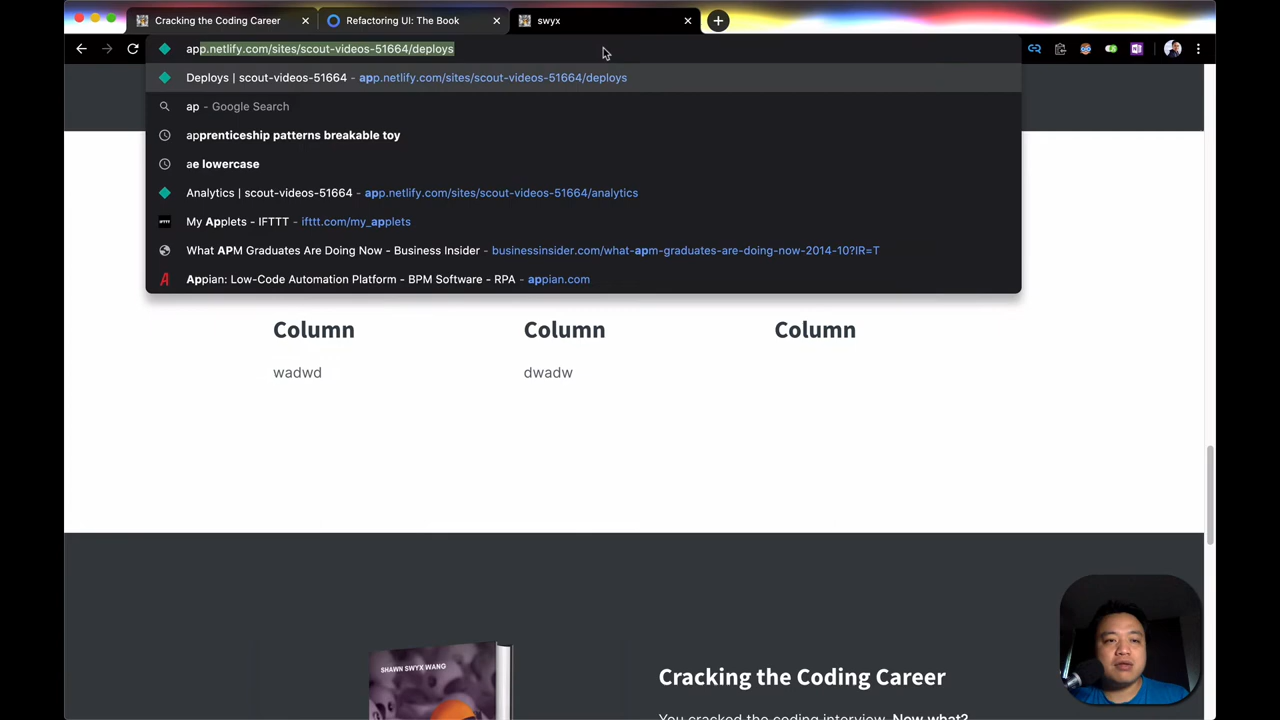 Cracking the Coding Career
Refactoring UI: The Book
swyx
app.netlify.com/sites/scout-videos-51664/deploys
Deploys | scout-videos-51664 - app.netlify.com/sites/scout-videos-51664/deploys
ap - Google Search
apprenticeship patterns breakable toy
ae lowercase
Analytics | scout-videos-51664 - app.netlify.com/sites/scout-videos-51664/analytics
IFTTT My Applets - IFTTT - ifttt.com/my_applets
What APM Graduates Are Doing Now - Business Insider - businessinsider.com/what-apm-graduates-are-doing-now-2014-10?IR=T
Appian: Low-Code Automation Platform - BPM Software - RPA - appian.com
Column Column Column
wadwd dwadw
SHAWN SWYX WANG
Cracking the Coding Career
You cracked the coding interview. Now what?